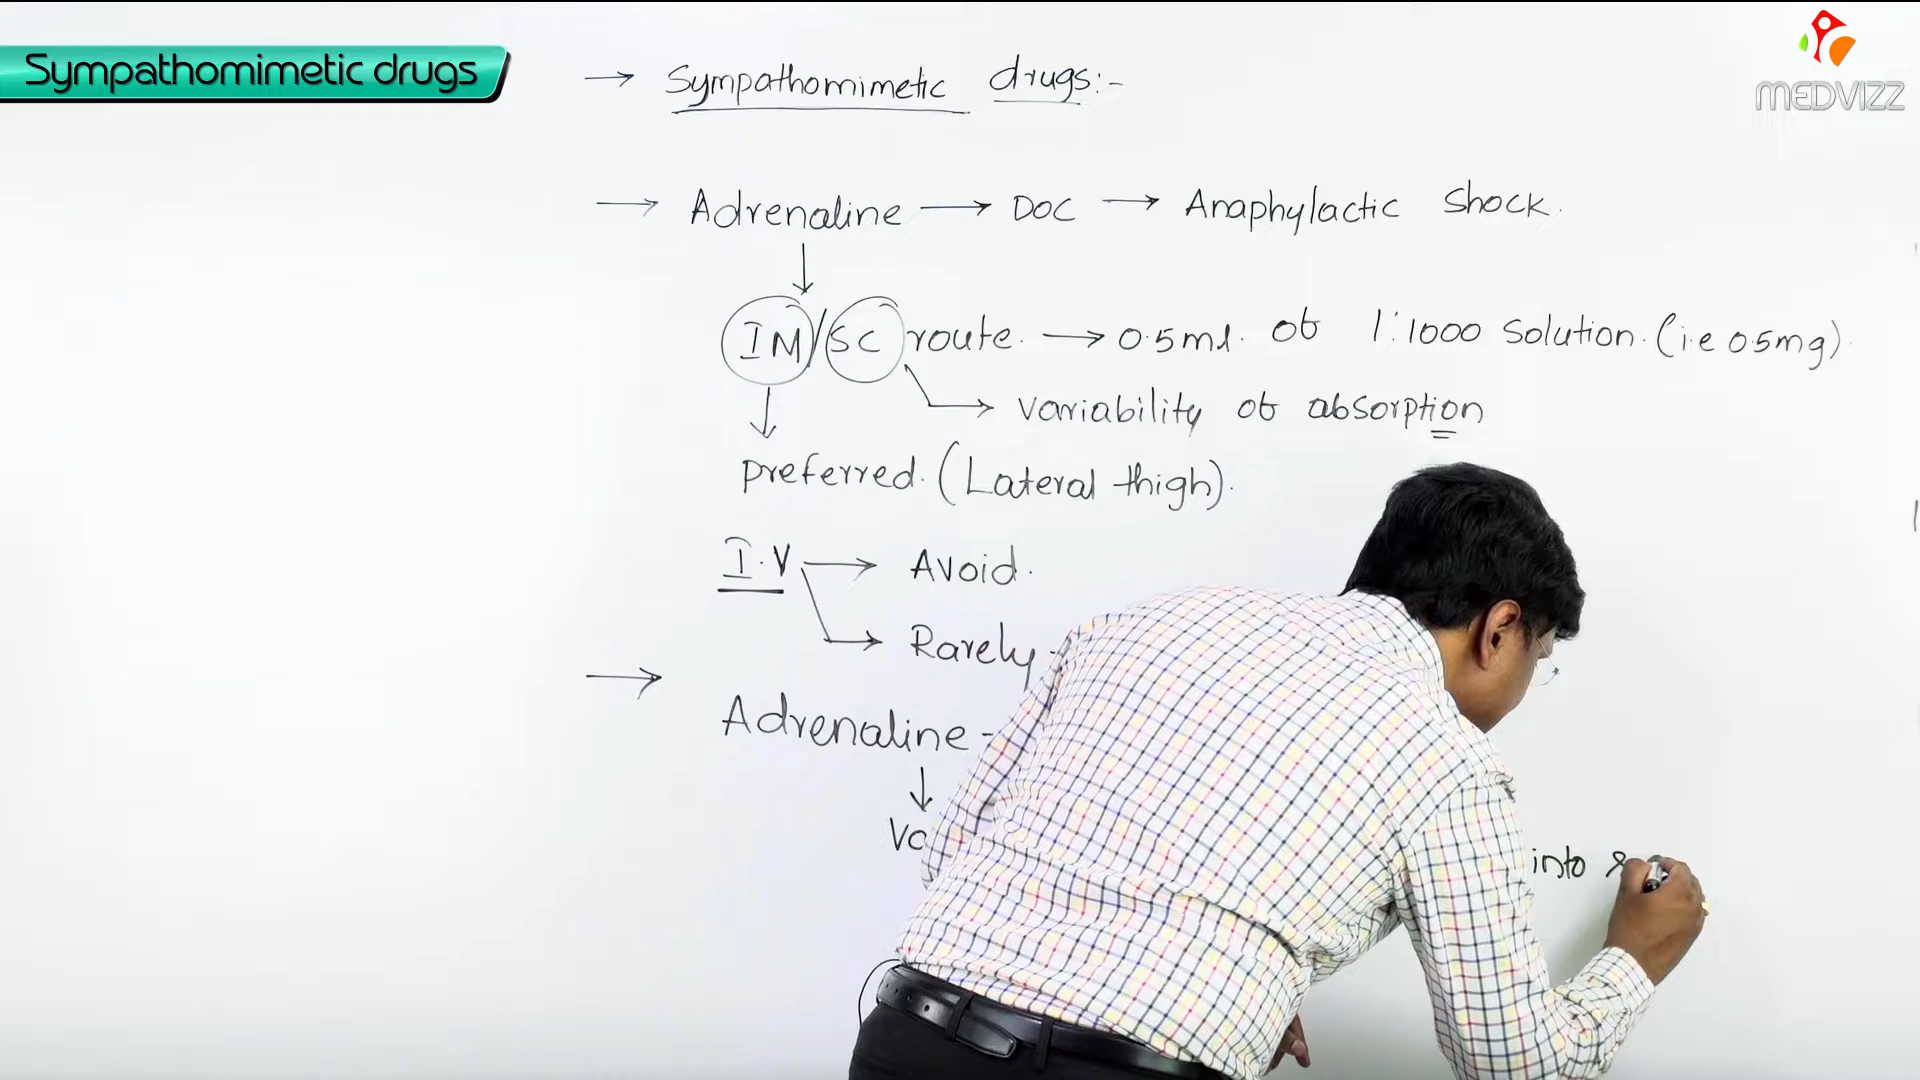 Sympathomimetic drugs
MEDVIZZ
→ Sympathomimetic drugs:-
→ Adrenaline → DOC → Anaphylactic Shock.
IM/SC route. → 0.5ml. of 1:1000 Solution. (i.e 0.5mg).
→ variability of absorption
preferred. (Lateral thigh).
I.V → Avoid.
→ Rarely
→
Adrenaline -
into